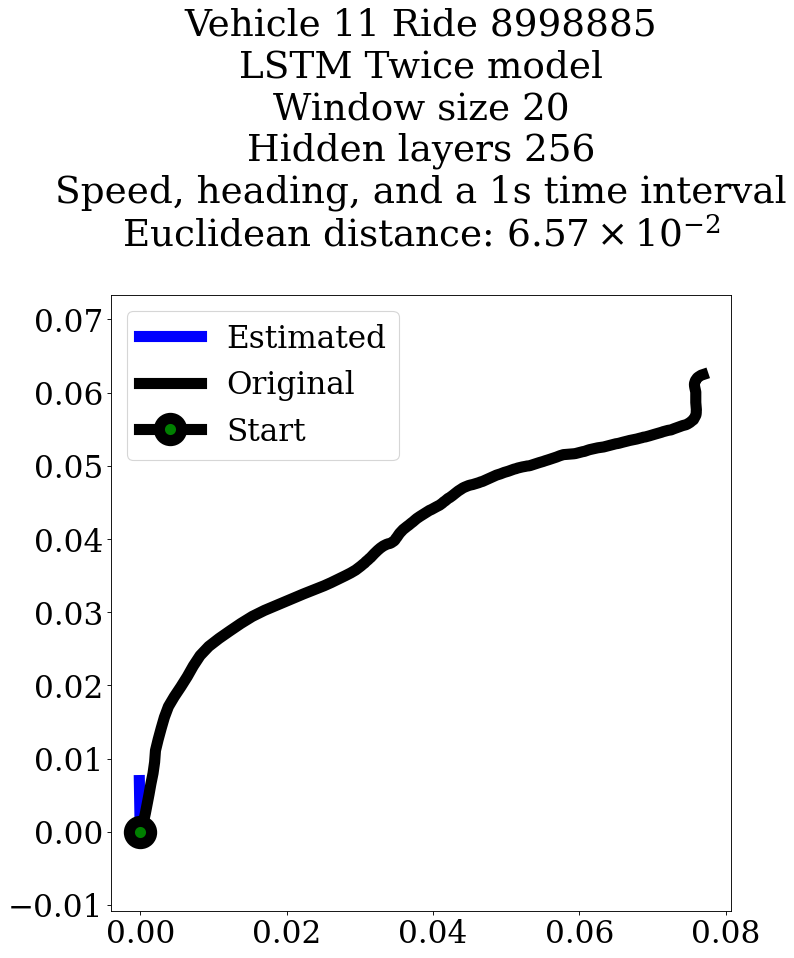 Vehicle 11 Ride 8998885
LSTM Twice model
Window size 20
Hidden layers 256
Speed, heading, and a 1s time interval
Euclidean distance: 6.57 × 10⁻²
Estimated
Original
Start
0.07
0.06
0.05
0.04
0.03
0.02
0.01
0.00
−0.01
0.00 0.02 0.04 0.06 0.08